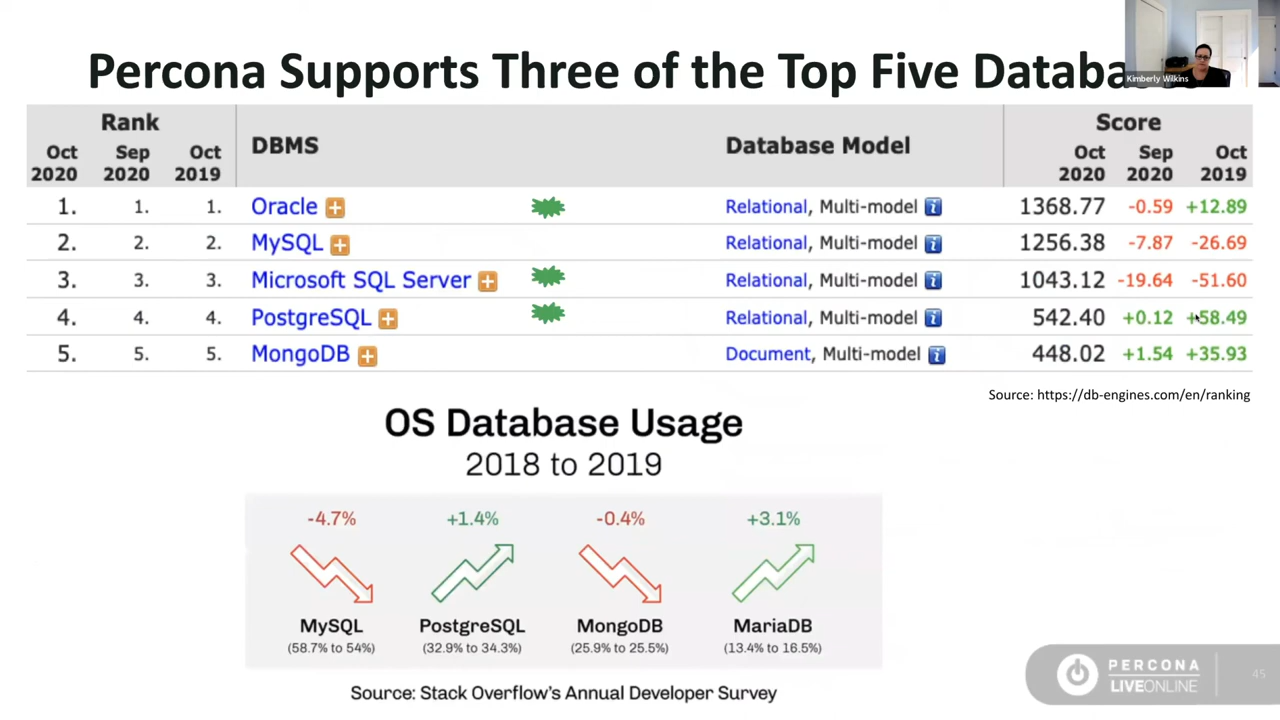 Percona Supports Three of the Top Five Databa
Kimberly Wilkins
Rank
DBMS
Database Model
Score
Oct 2020
Sep 2020
Oct 2019
Oct 2020
Sep 2020
Oct 2019
1. 1. 1. Oracle Relational, Multi-model 1368.77 -0.59 +12.89
2. 2. 2. MySQL Relational, Multi-model 1256.38 -7.87 -26.69
3. 3. 3. Microsoft SQL Server Relational, Multi-model 1043.12 -19.64 -51.60
4. 4. 4. PostgreSQL Relational, Multi-model 542.40 +0.12 +58.49
5. 5. 5. MongoDB Document, Multi-model 448.02 +1.54 +35.93
Source: https://db-engines.com/en/ranking
OS Database Usage
2018 to 2019
-4.7% +1.4% -0.4% +3.1%
MySQL PostgreSQL MongoDB MariaDB
(58.7% to 54%) (32.9% to 34.3%) (25.9% to 25.5%) (13.4% to 16.5%)
Source: Stack Overflow's Annual Developer Survey
PERCONA
LIVEONLINE
45